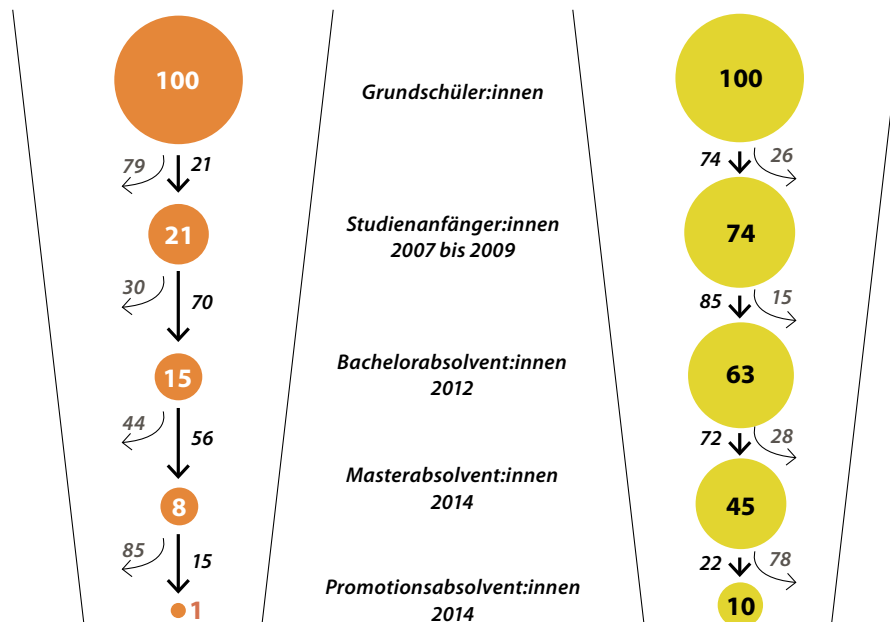 100 Grundschüler:innen 100
79 21 74 26
21 Studienanfänger:innen 74
2007 bis 2009
30 70 85 15
15 Bachelorabsolvent:innen 63
2012
44 56 72 28
8 Masterabsolvent:innen 45
2014
85 15 22 78
1 Promotionsabsolvent:innen 10
2014